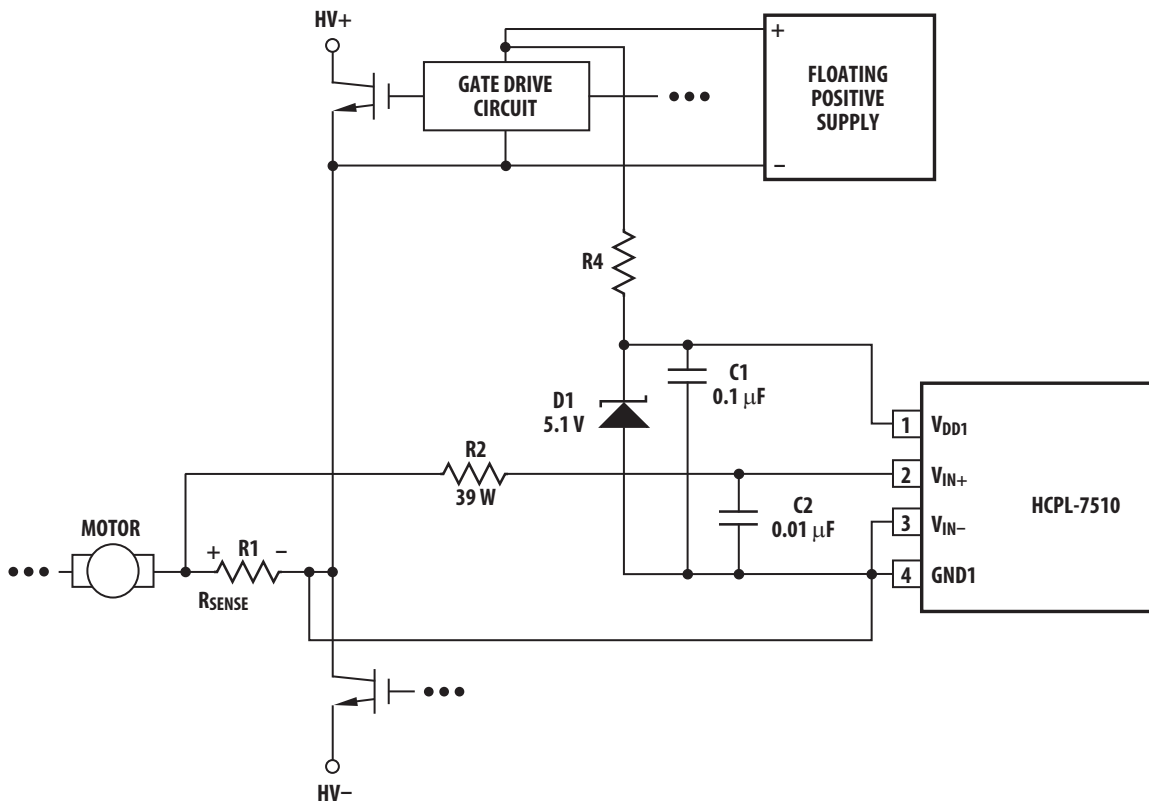 HV+
GATE DRIVE
CIRCUIT
+
FLOATING
POSITIVE
SUPPLY
−
R4
C1
0.1 μF
D1
5.1 V
1 VDD1
R2
39 W
2 VIN+
C2
0.01 μF
HCPL-7510
3 VIN−
MOTOR
+ R1 −
4 GND1
RSENSE
HV−